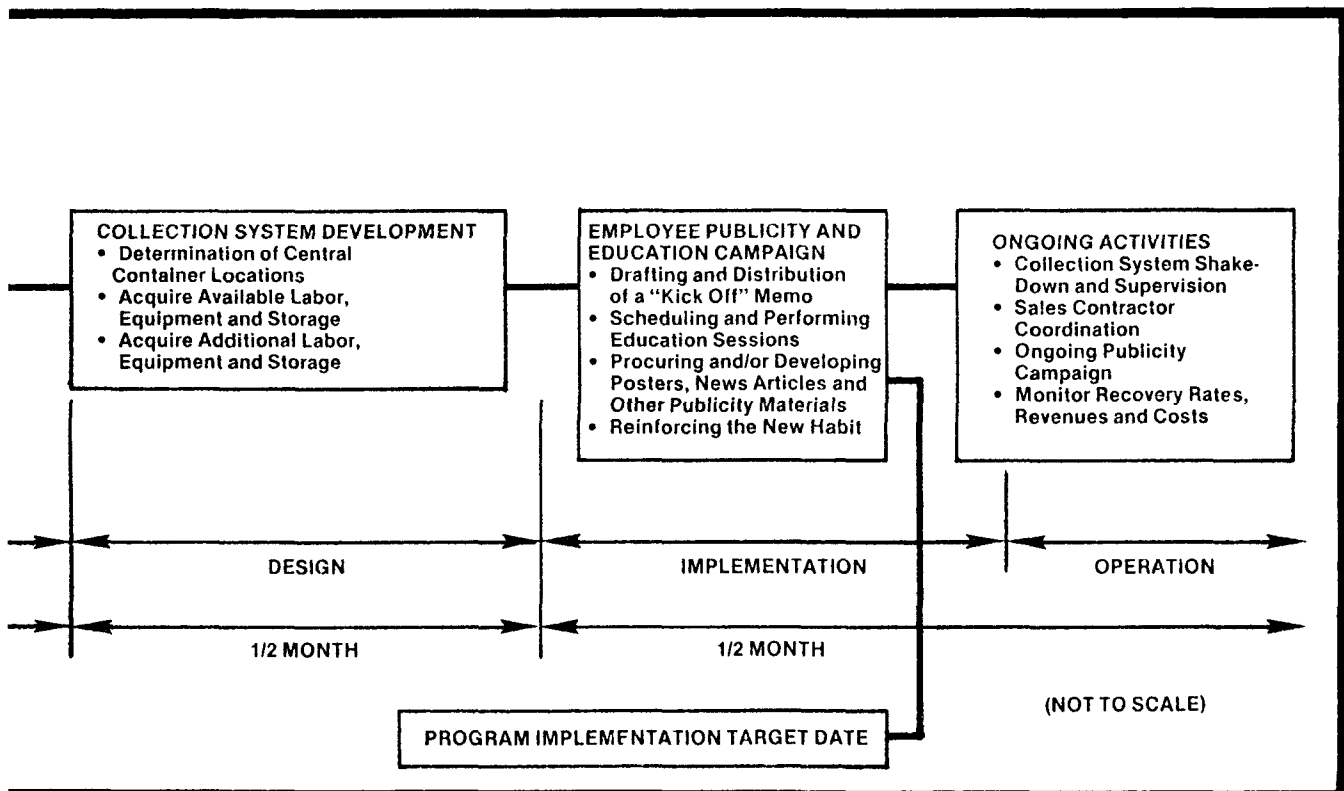 COLLECTION SYSTEM DEVELOPMENT
• Determination of Central
Container Locations
• Acquire Available Labor,
Equipment and Storage
• Acquire Additional Labor,
Equipment and Storage
EMPLOYEE PUBLICITY AND
EDUCATION CAMPAIGN
• Drafting and Distribution
of a "Kick Off" Memo
• Scheduling and Performing
Education Sessions
• Procuring and/or Developing
Posters, News Articles and
Other Publicity Materials
• Reinforcing the New Habit
ONGOING ACTIVITIES
• Collection System Shake-
Down and Supervision
• Sales Contractor
Coordination
• Ongoing Publicity
Campaign
• Monitor Recovery Rates,
Revenues and Costs
DESIGN
IMPLEMENTATION
OPERATION
1/2 MONTH
1/2 MONTH
(NOT TO SCALE)
PROGRAM IMPLEMENTATION TARGET DATE